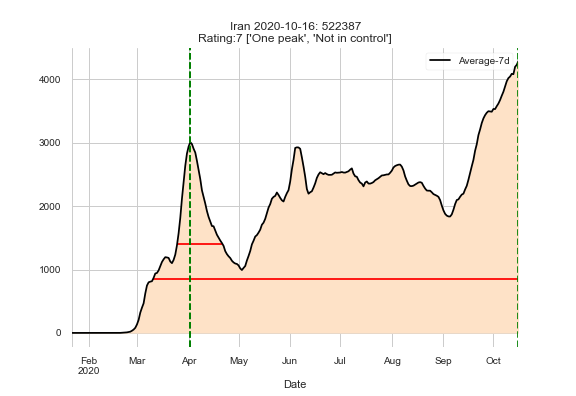 Iran 2020-10-16: 522387
Rating:7 ['One peak', 'Not in control']
Average-7d
4000
3000
2000
1000
0
Feb Mar Apr May Jun Jul Aug Sep Oct
2020
Date